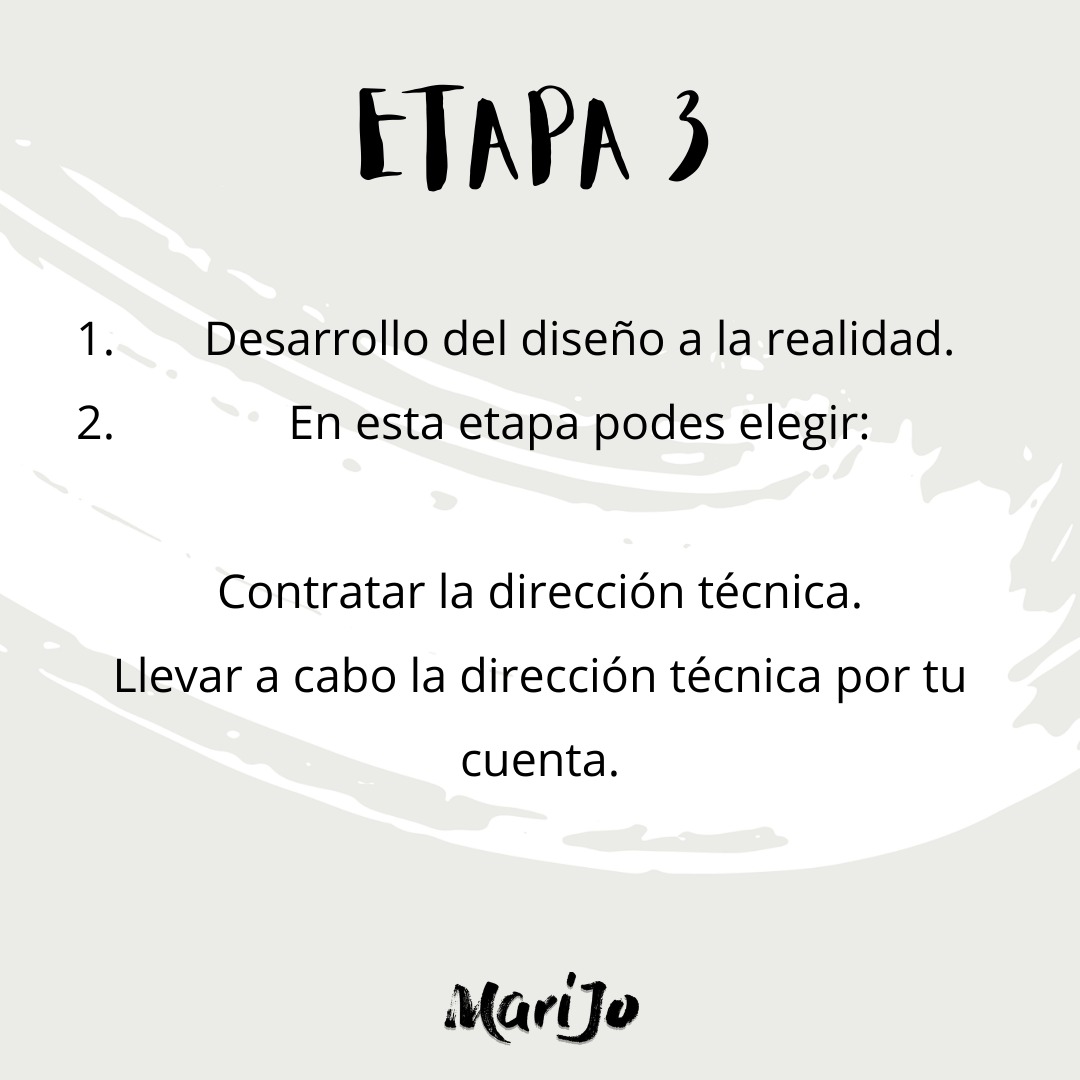 ETAPA 3
1. Desarrollo del diseño a la realidad.
2. En esta etapa podes elegir:
Contratar la dirección técnica.
Llevar a cabo la dirección técnica por tu
cuenta.
MariJo